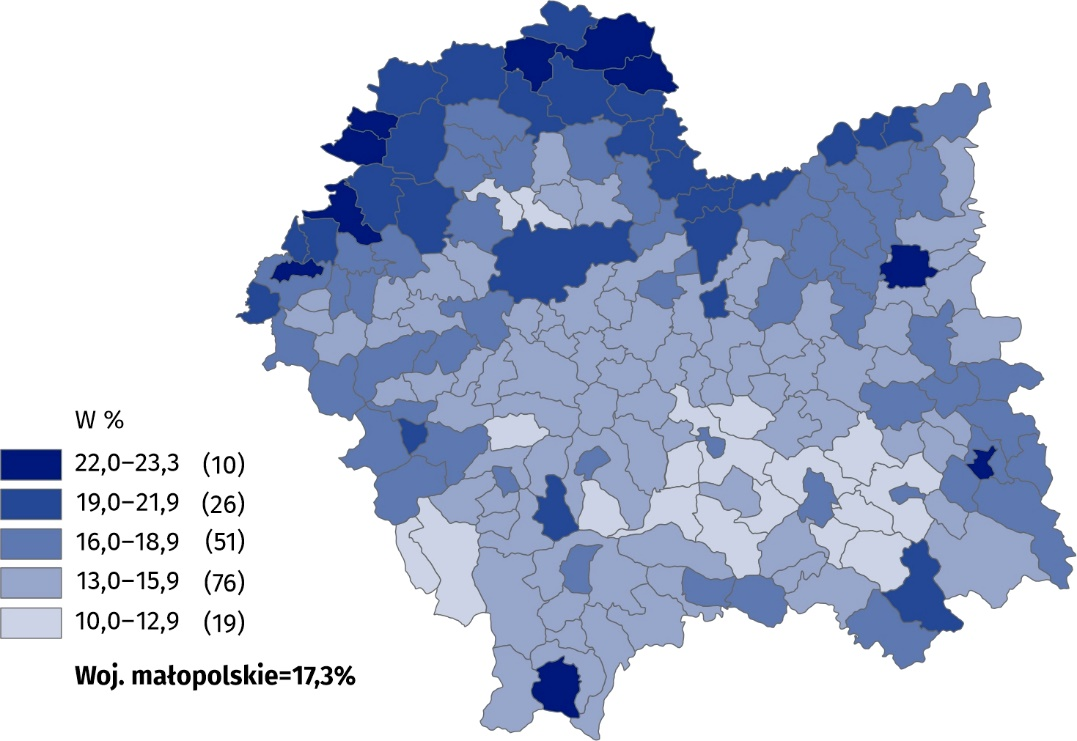 W %
22,0–23,3 (10)
19,0–21,9 (26)
16,0–18,9 (51)
13,0–15,9 (76)
10,0–12,9 (19)
Woj. małopolskie=17,3%